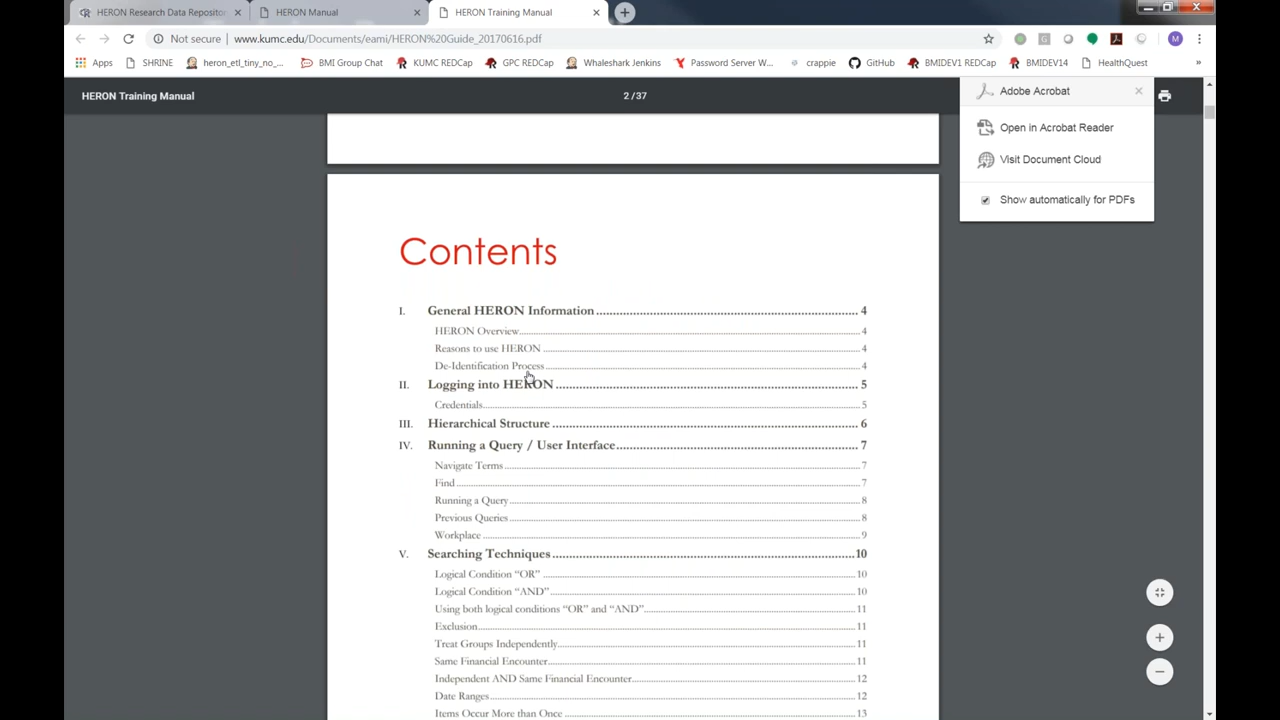 HERON Research Data Reposito
HERON Manual
HERON Training Manual
Not secure
www.kumc.edu/Documents/eami/HERON%20Guide_20170616.pdf
M
Apps
SHRINE
heron_etl_tiny_no_...
BMI Group Chat
KUMC REDCap
GPC REDCap
Whaleshark Jenkins
Password Server W...
crappie
GitHub
BMIDEV1 REDCap
BMIDEV14
HealthQuest
»
HERON Training Manual
2 / 37
Adobe Acrobat
Open in Acrobat Reader
Visit Document Cloud
Show automatically for PDFs
Contents
I. General HERON Information 4
HERON Overview 4
Reasons to use HERON 4
De-Identification Process 4
II. Logging into HERON 5
Credentials 5
III. Hierarchical Structure 6
IV. Running a Query / User Interface 7
Navigate Terms 7
Find 7
Running a Query 8
Previous Queries 8
Workplace 9
V. Searching Techniques 10
Logical Condition “OR” 10
Logical Condition “AND” 10
Using both logical conditions “OR” and “AND” 11
Exclusion 11
Treat Groups Independently 11
Same Financial Encounter 11
Independent AND Same Financial Encounter 12
Date Ranges 12
Items Occur More than Once 13